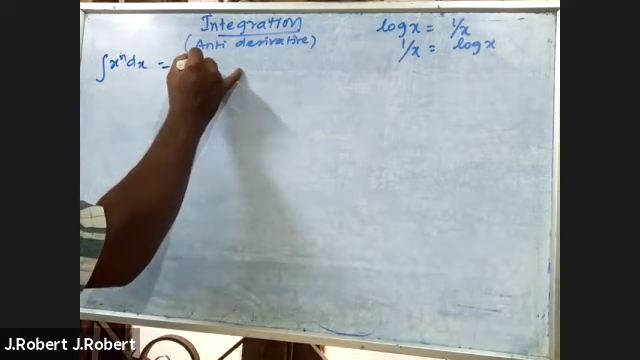 Integration
(Anti derivative)
log x = 1/x
1/x = log x
∫xⁿdx =
J.Robert J.Robert